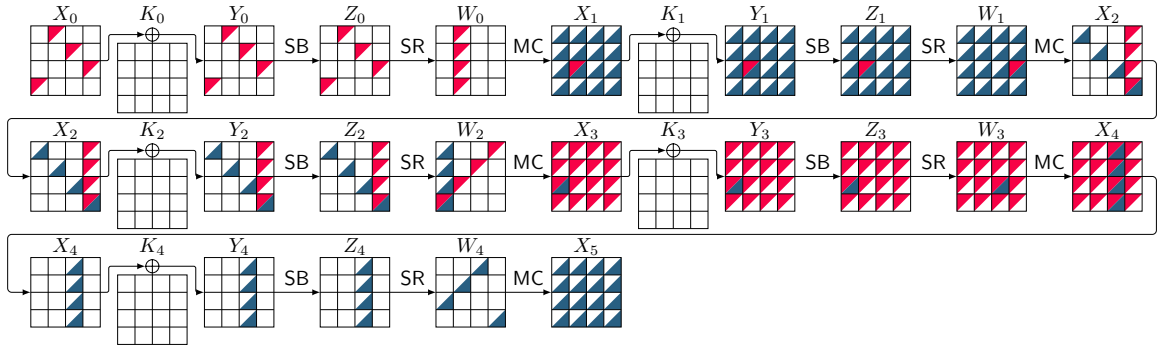 X₀ K₀ Y₀ Z₀ W₀ X₁ K₁ Y₁ Z₁ W₁ X₂
SB SR MC SB SR MC
X₂ K₂ Y₂ Z₂ W₂ X₃ K₃ Y₃ Z₃ W₃ X₄
SB SR MC SB SR MC
X₄ K₄ Y₄ Z₄ W₄ X₅
SB SR MC